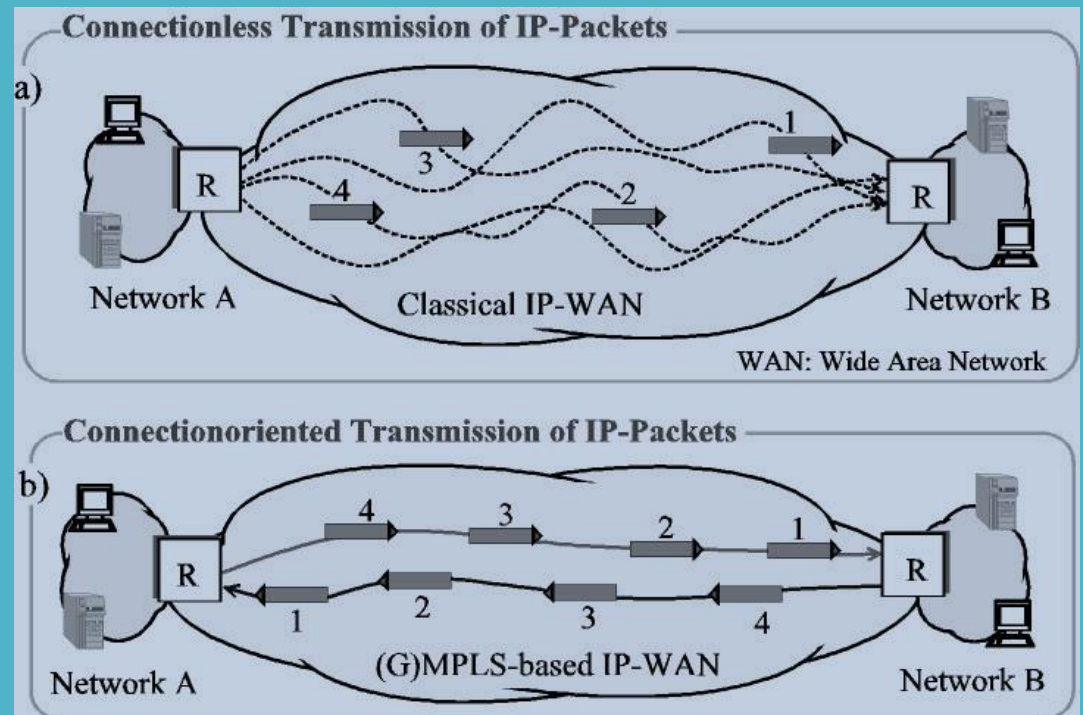 Connectionless Transmission of IP-Packets
a)
1
3
R
R
4
2
Network A
Classical IP-WAN
Network B
WAN: Wide Area Network
Connectionoriented Transmission of IP-Packets
b)
4 3 2 1
R
R
1 2 3 4
Network A
(G)MPLS-based IP-WAN
Network B